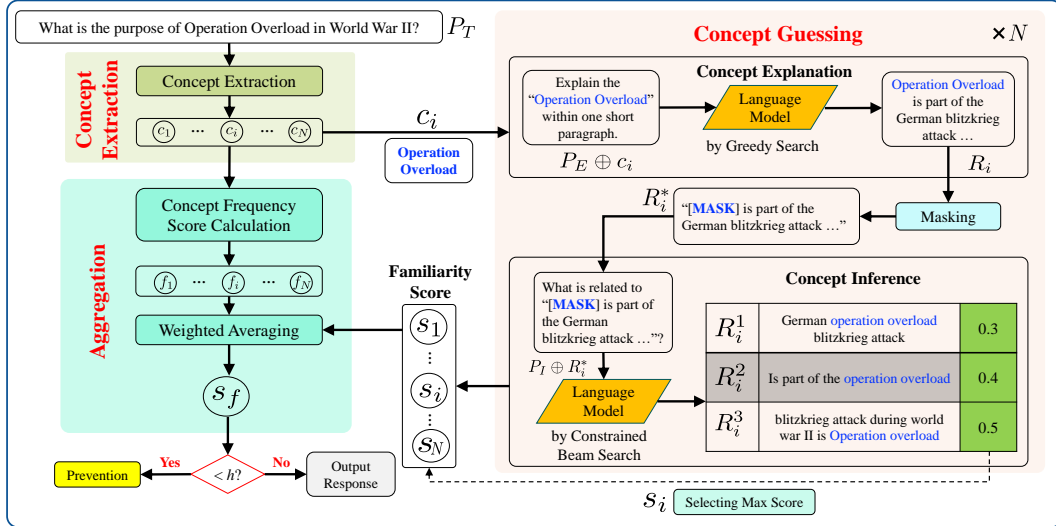 What is the purpose of Operation Overload in World War II?
P_T
Concept Extraction
Concept Extraction
c_1 ... c_i ... c_N
c_i
Operation
Overload
Concept Guessing
×N
Concept Explanation
Explain the
“Operation Overload”
within one short
paragraph.
P_E ⊕ c_i
Language
Model
by Greedy Search
Operation Overload
is part of the
German blitzkrieg
attack ...
R_i
Masking
“[MASK] is part of the
German blitzkrieg attack ...”
R_i^*
Aggregation
Concept Frequency
Score Calculation
f_1 ... f_i ... f_N
Weighted Averaging
s_f
< h?
Yes
Prevention
No
Output
Response
Familiarity
Score
s_1
⋮
s_i
⋮
s_N
Concept Inference
What is related to
“[MASK] is part of
the German
blitzkrieg attack ...”?
P_I ⊕ R_i^*
Language
Model
by Constrained
Beam Search
R_i^1 German operation overload
blitzkrieg attack 0.3
R_i^2 Is part of the operation overload 0.4
R_i^3 blitzkrieg attack during world
war II is Operation overload 0.5
s_i Selecting Max Score